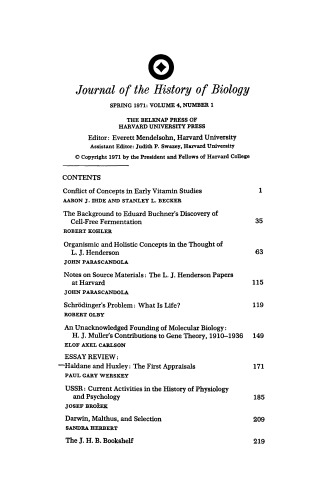 Journal of the History of Biology
SPRING 1971: VOLUME 4, NUMBER 1
THE BELKNAP PRESS OF
HARVARD UNIVERSITY PRESS
Editor: Everett Mendelsohn, Harvard University
Assistant Editor: Judith P. Swazey, Harvard University
© Copyright 1971 by the President and Fellows of Harvard College
CONTENTS
Conflict of Concepts in Early Vitamin Studies 1
AARON J. IHDE AND STANLEY L. BECKER
The Background to Eduard Buchner's Discovery of
Cell-Free Fermentation 35
ROBERT KOHLER
Organismic and Holistic Concepts in the Thought of
L. J. Henderson 63
JOHN PARASCANDOLA
Notes on Source Materials: The L. J. Henderson Papers
at Harvard 115
JOHN PARASCANDOLA
Schrödinger's Problem: What Is Life? 119
ROBERT OLBY
An Unacknowledged Founding of Molecular Biology:
H. J. Muller's Contributions to Gene Theory, 1910–1936 149
ELOF AXEL CARLSON
ESSAY REVIEW:
—Haldane and Huxley: The First Appraisals 171
PAUL GARY WERSKEY
USSR: Current Activities in the History of Physiology
and Psychology 185
JOSEF BROŽEK
Darwin, Malthus, and Selection 209
SANDRA HERBERT
The J. H. B. Bookshelf 219